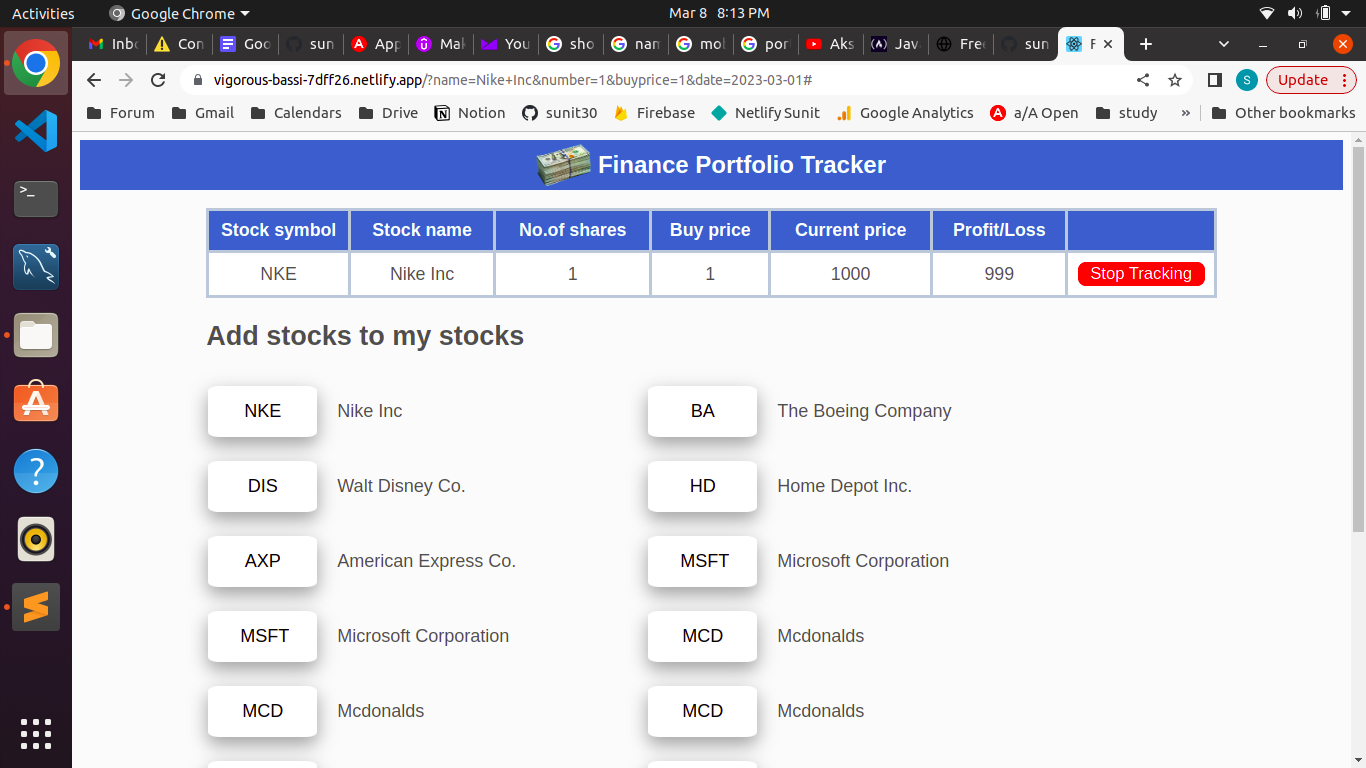 Activities Google Chrome Mar 8 8:13 PM
Inbo Con Goo sun App Mak You sho nam mol por Aks Java Free sun F
vigorous-bassi-7dff26.netlify.app/?name=Nike+Inc&number=1&buyprice=1&date=2023-03-01# S Update
Forum Gmail Calendars Drive Notion sunit30 Firebase Netlify Sunit Google Analytics a/A Open study » Other bookmarks
Finance Portfolio Tracker
Stock symbol Stock name No.of shares Buy price Current price Profit/Loss
NKE Nike Inc 1 1 1000 999 Stop Tracking
Add stocks to my stocks
NKE Nike Inc BA The Boeing Company
DIS Walt Disney Co. HD Home Depot Inc.
AXP American Express Co. MSFT Microsoft Corporation
MSFT Microsoft Corporation MCD Mcdonalds
MCD Mcdonalds MCD Mcdonalds